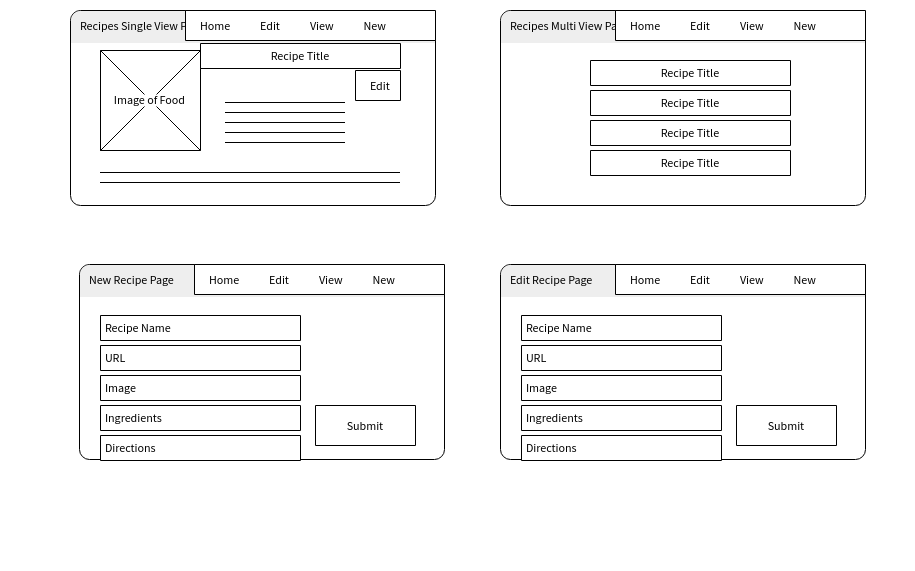 Recipes Single View P
Home Edit View New
Recipe Title
Edit
Image of Food
Recipes Multi View Pa
Home Edit View New
Recipe Title
Recipe Title
Recipe Title
Recipe Title
New Recipe Page
Home Edit View New
Recipe Name
URL
Image
Ingredients
Submit
Directions
Edit Recipe Page
Home Edit View New
Recipe Name
URL
Image
Ingredients
Submit
Directions